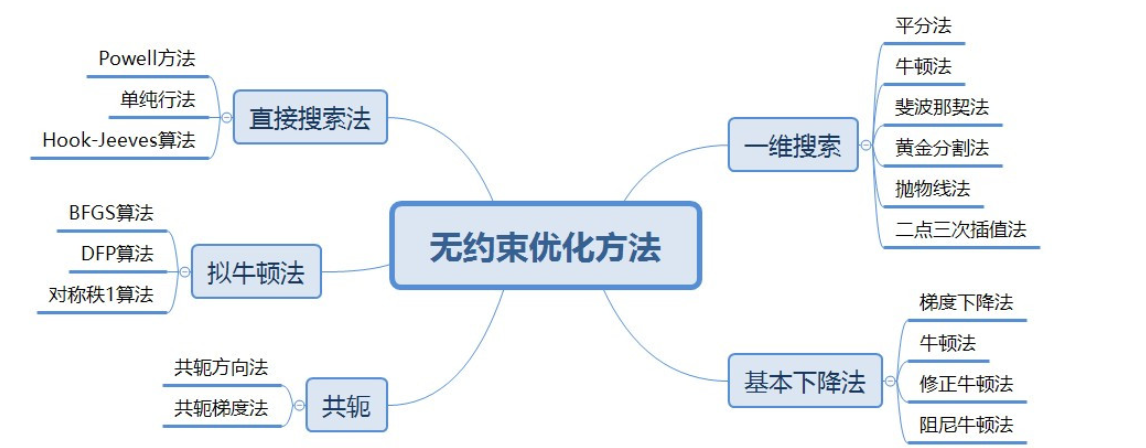 无约束优化方法
一维搜索
平分法
牛顿法
斐波那契法
黄金分割法
抛物线法
二点三次插值法
基本下降法
梯度下降法
牛顿法
修正牛顿法
阻尼牛顿法
直接搜索法
Powell方法
单纯行法
Hook-Jeeves算法
拟牛顿法
BFGS算法
DFP算法
对称秩1算法
共轭
共轭方向法
共轭梯度法